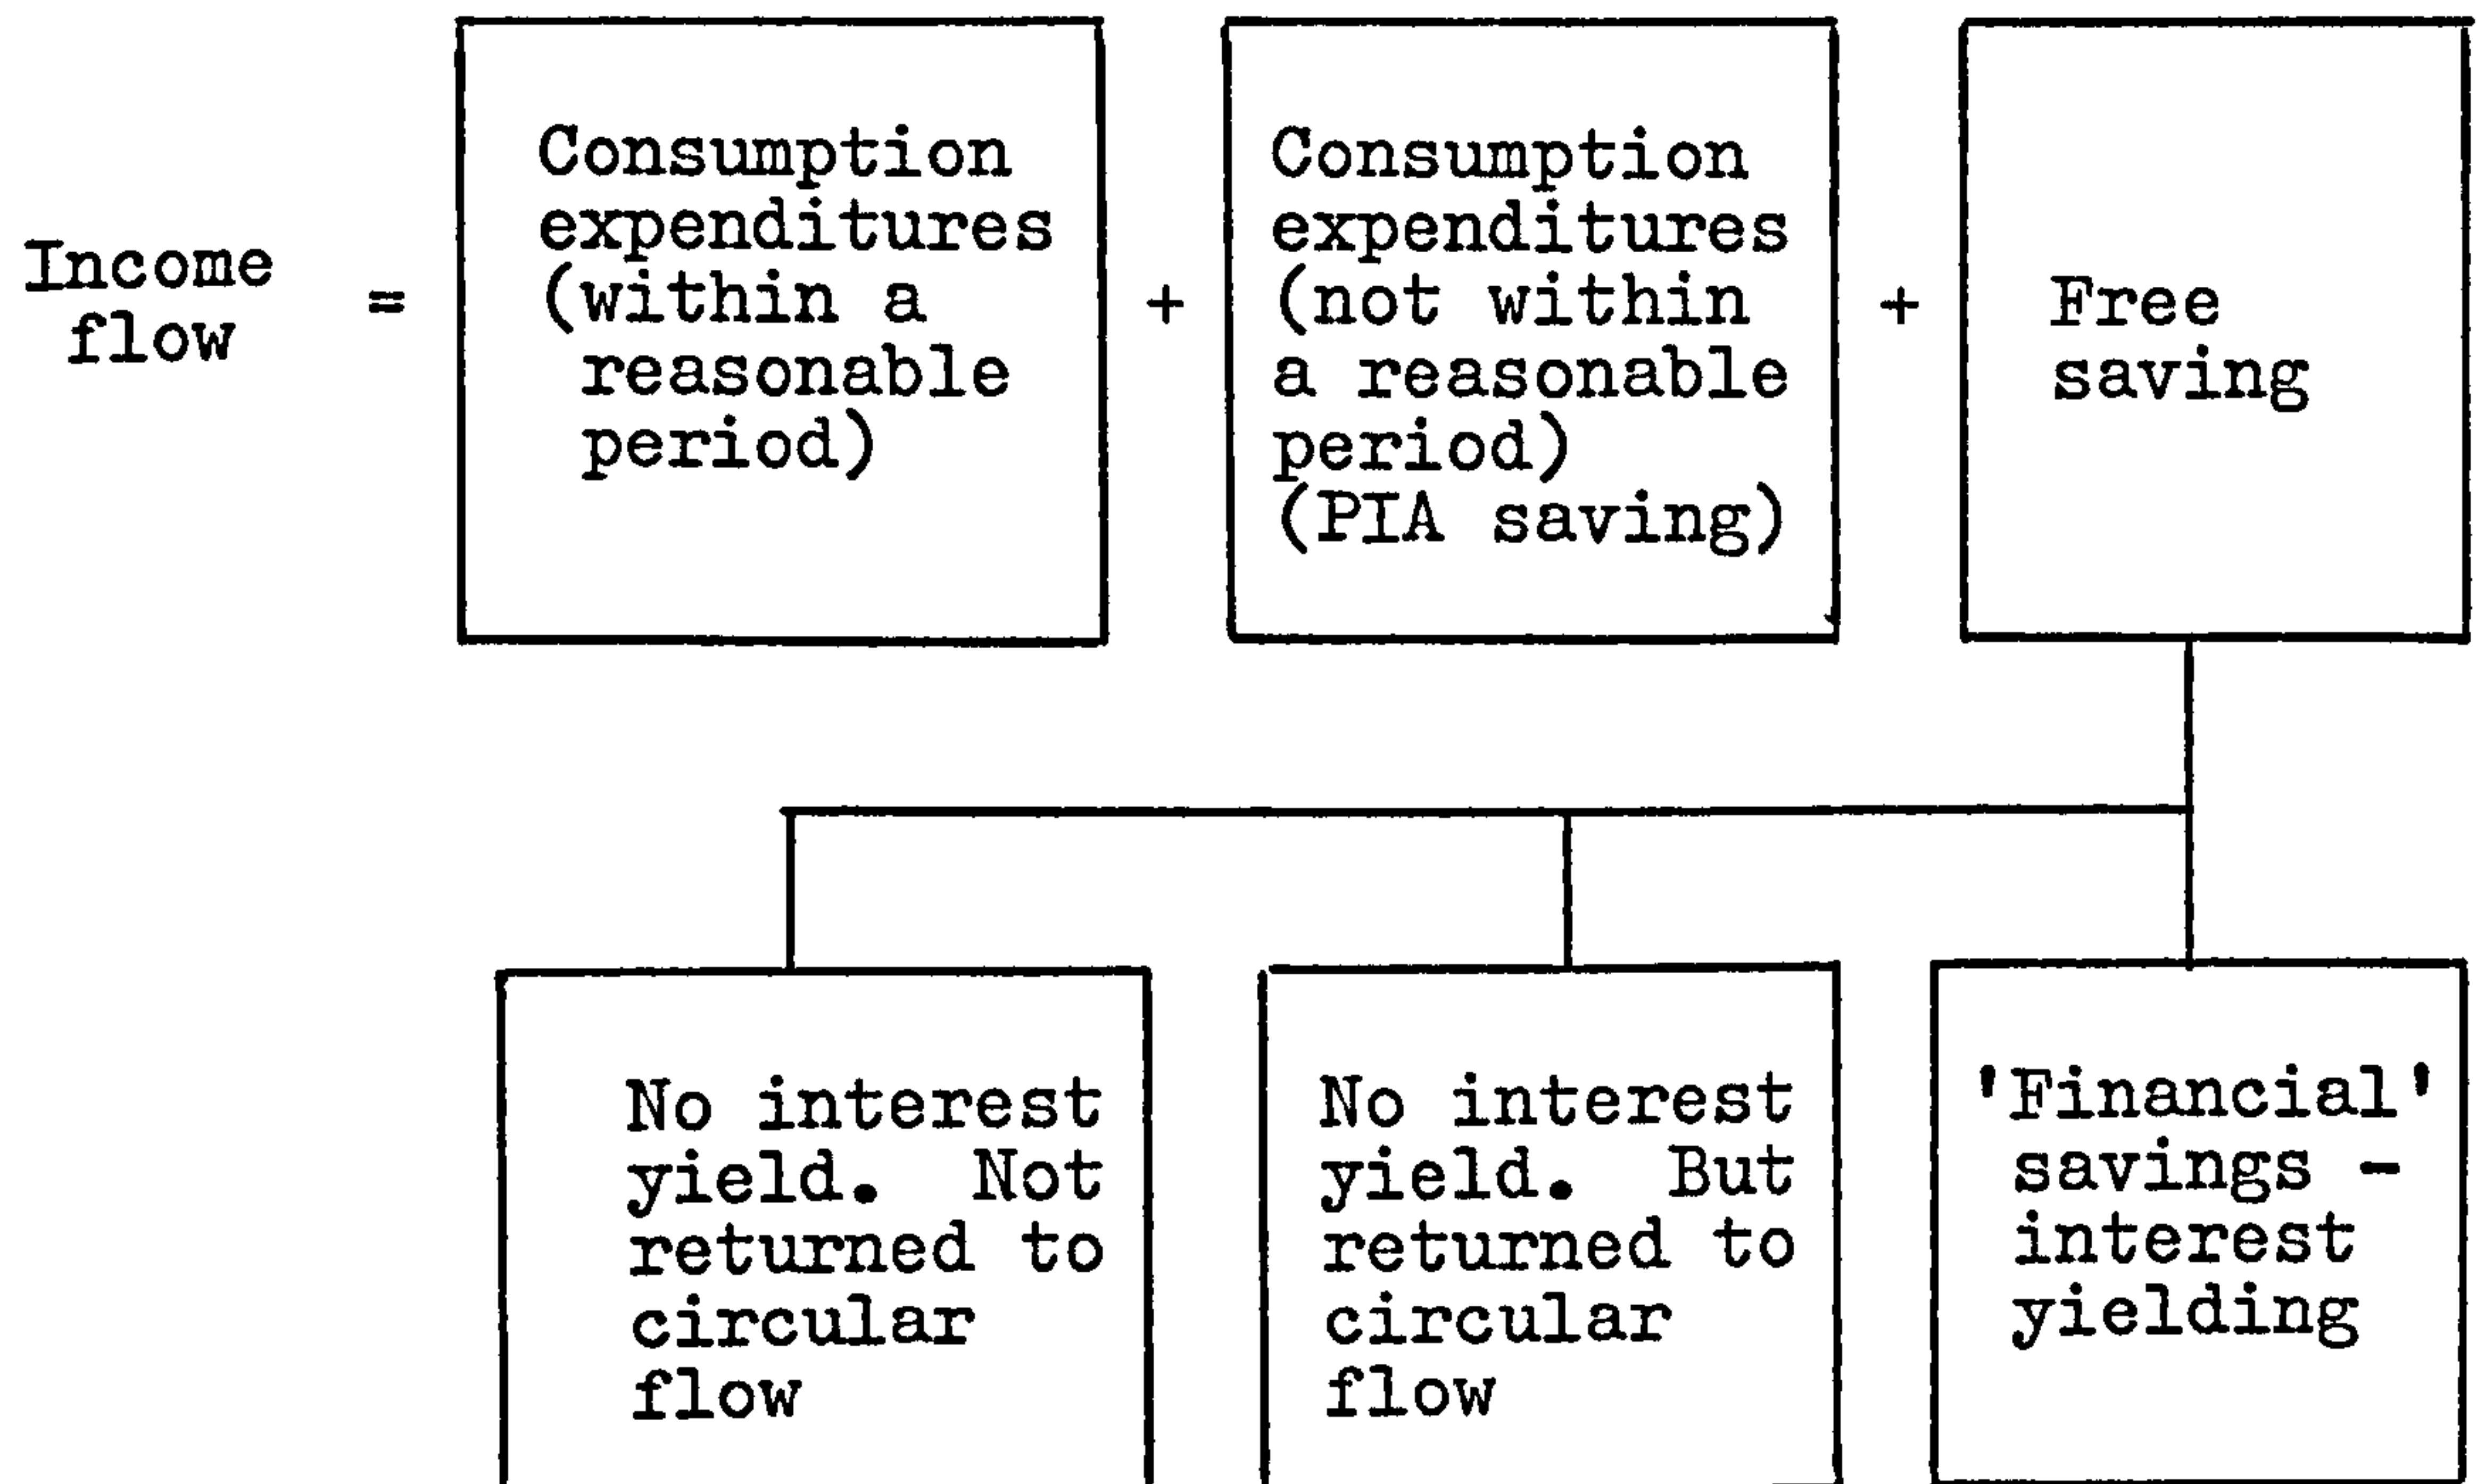 Income
flow
=
Consumption
expenditures
(within a
reasonable
period)
+
Consumption
expenditures
(not within
a reasonable
period)
(PIA saving)
+
Free
saving
No interest
yield. Not
returned to
circular
flow
No interest
yield. But
returned to
circular
flow
'Financial'
savings -
interest
yielding